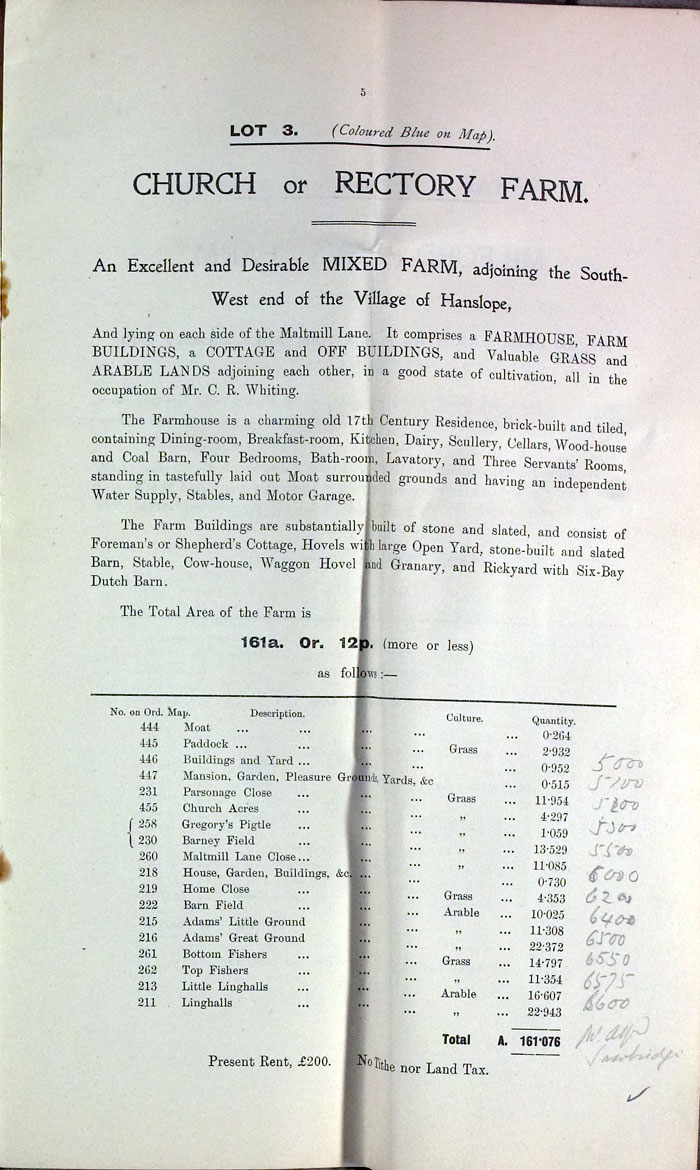 5
LOT 3. (Coloured Blue on Map).
CHURCH or RECTORY FARM.
An Excellent and Desirable MIXED FARM, adjoining the South-
West end of the Village of Hanslope,
And lying on each side of the Maltmill Lane. It comprises a FARMHOUSE, FARM
BUILDINGS, a COTTAGE and OFF BUILDINGS, and Valuable GRASS and
ARABLE LANDS adjoining each other, in a good state of cultivation, all in the
occupation of Mr. C. R. Whiting.
The Farmhouse is a charming old 17th Century Residence, brick-built and tiled,
containing Dining-room, Breakfast-room, Kitchen, Dairy, Scullery, Cellars, Wood-house
and Coal Barn, Four Bedrooms, Bath-room, Lavatory, and Three Servants' Rooms,
standing in tastefully laid out Moat surrounded grounds and having an independent
Water Supply, Stables, and Motor Garage.
The Farm Buildings are substantially built of stone and slated, and consist of
Foreman's or Shepherd's Cottage, Hovels with large Open Yard, stone-built and slated
Barn, Stable, Cow-house, Waggon Hovel and Granary, and Rickyard with Six-Bay
Dutch Barn.
The Total Area of the Farm is
161a. 0r. 12p. (more or less)
as follows:—
No. on Ord. Map. Description. Culture. Quantity.
444 Moat ... ... ... ... ... 0·264
445 Paddock ... ... ... ... Grass ... 2·932
446 Buildings and Yard ... ... ... ... 0·952 5000
447 Mansion, Garden, Pleasure Grounds, Yards, &c ... 0·515 5100
231 Parsonage Close ... ... ... Grass ... 11·954 5200
455 Church Acres ... ... ... „ ... 4·297
258 Gregory's Pigtle ... ... ... „ ... 1·059 5300
230 Barney Field ... ... ... „ ... 13·529 5500
260 Maltmill Lane Close ... ... ... „ ... 11·085
218 House, Garden, Buildings, &c. ... ... ... 0·730 6000
219 Home Close ... ... ... Grass ... 4·353 6200
222 Barn Field ... ... ... Arable ... 10·025 6400
215 Adams' Little Ground ... ... „ ... 11·308
216 Adams' Great Ground ... ... „ ... 22·372 6500
261 Bottom Fishers ... ... ... Grass ... 14·797 6550
262 Top Fishers ... ... ... „ ... 11·354 6575
213 Little Linghalls ... ... ... Arable ... 16·607 6600
211 Linghalls ... ... ... „ ... 22·943
Total A. 161·076
Present Rent, £200. No Tithe nor Land Tax.